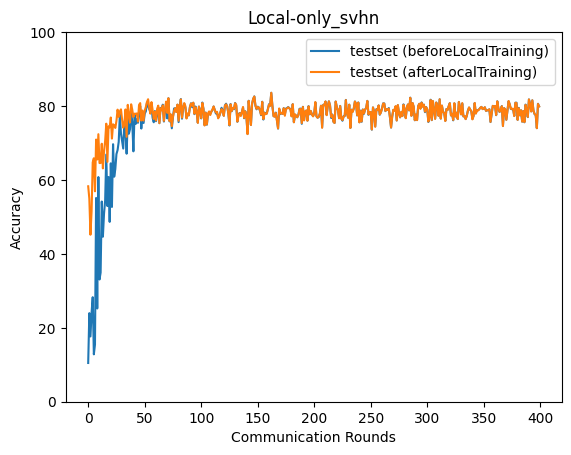 Local-only_svhn
testset (beforeLocalTraining)
testset (afterLocalTraining)
Accuracy
100
80
60
40
20
0
0 50 100 150 200 250 300 350 400
Communication Rounds